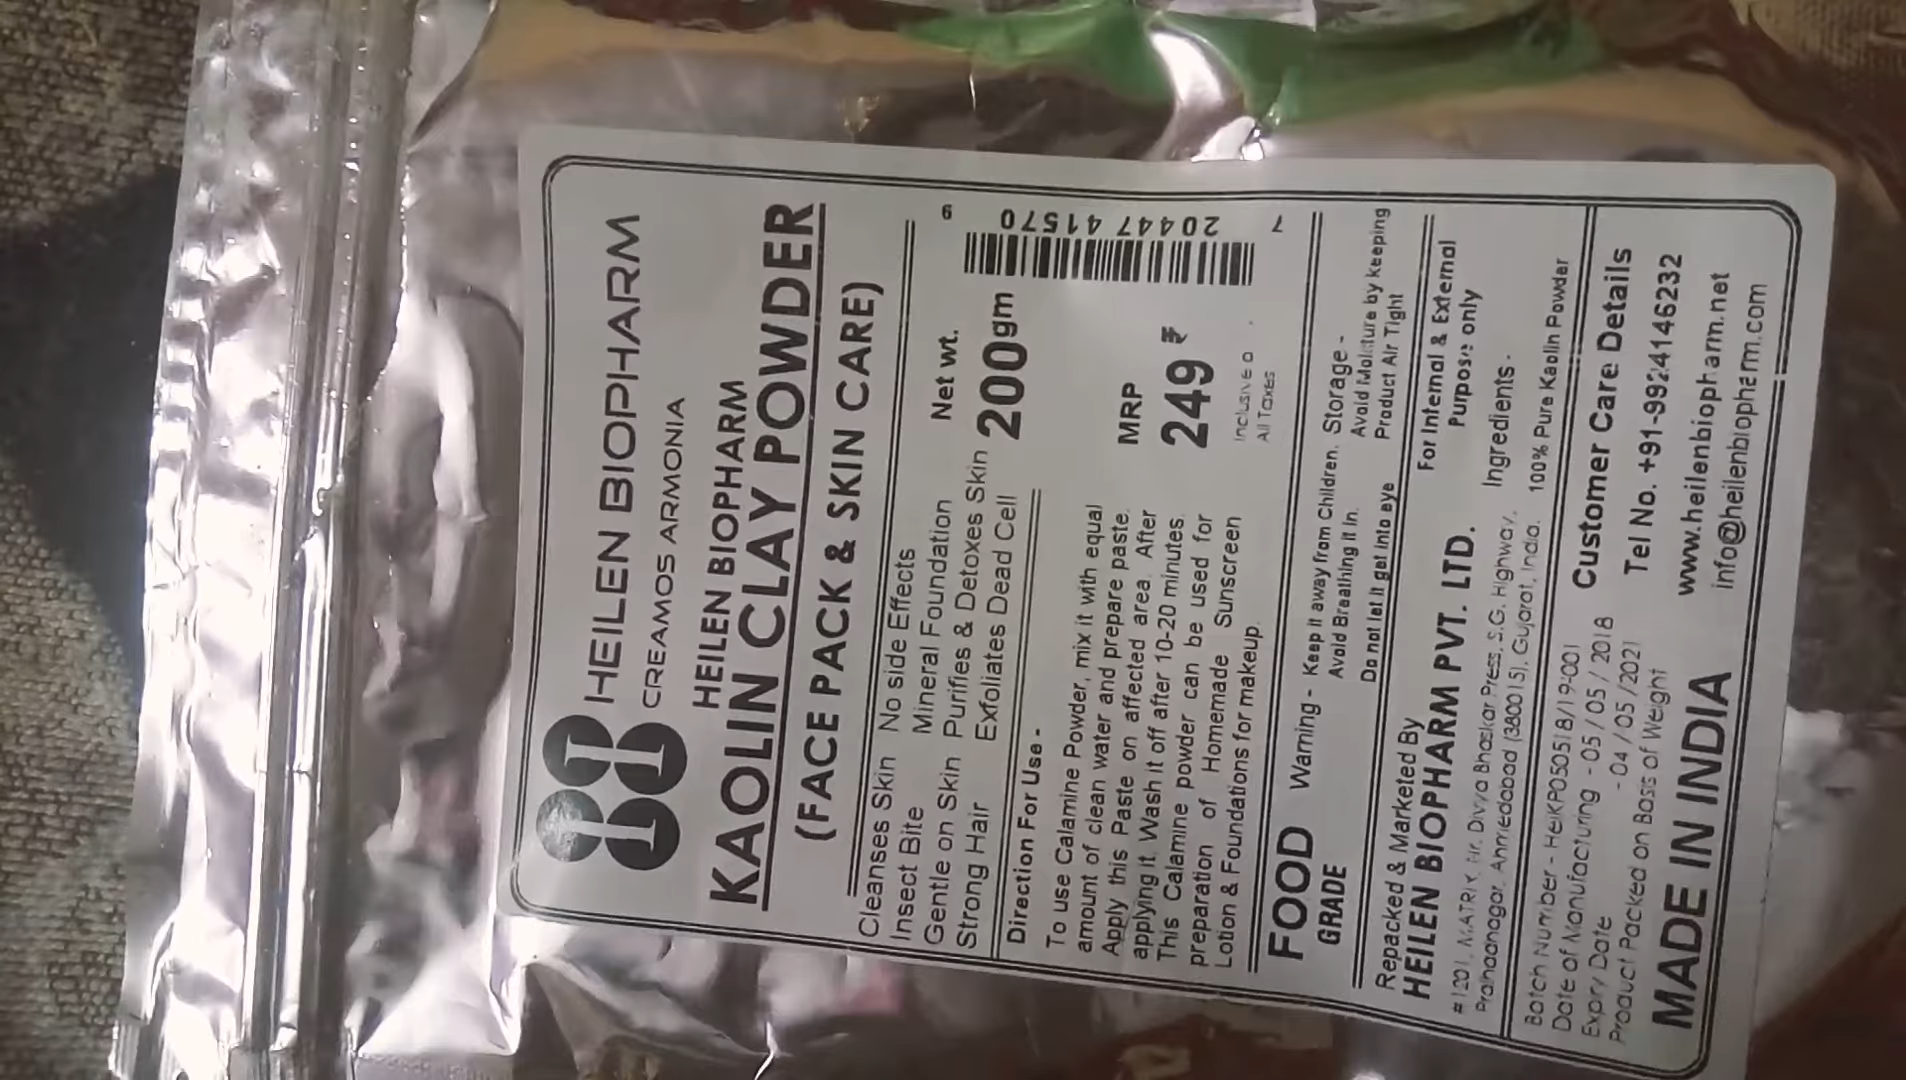 HEILEN BIOPHARM
CREAMOS ARMONIA
HEILEN BIOPHARM
KAOLIN CLAY POWDER
(FACE PACK & SKIN CARE)
Cleanses Skin No side Effects
Insect Bite Mineral Foundation
Gentle on Skin Purifies & Detoxes Skin
Strong Hair Exfoliates Dead Cell
Net wt.
200gm
Direction For Use -
To use Calamine Powder, mix it with equal
amount of clean water and prepare paste.
Apply this Paste on affected area. After
applying it Wash it off after 10-20 minutes.
This Calamine powder can be used for
preparation of Homemade Sunscreen
Lotion & Foundations for makeup.
MRP
249 ₹
Inclusive o
All Taxes
7 20447 41570 9
FOOD
GRADE
Warning - Keep it away from Children.
Avoid Breathing it In.
Do not let it get into eye
Storage -
Avoid Moisture by keeping
Product Air Tight
Repacked & Marketed By
HEILEN BIOPHARM PVT. LTD.
#1201, MATRIX, Nr. Divya Bhaskar Press, S.G. Highway,
Pralhadnagar, Ahmedabad (380015), Gujarat, India.
For Internal & External
Purpose only
Ingredients -
100% Pure Kaolin Powder
Batch Number - HeiKP050518/19:001
Date of Manufacturing - 05 / 05 / 2018
Expiry Date - 04 / 05 / 2021
Product Packed on Basis of Weight
MADE IN INDIA
Customer Care Details
Tel No. +91-9924146232
www.heilenbiopharm.net
info@heilenbiopharm.com